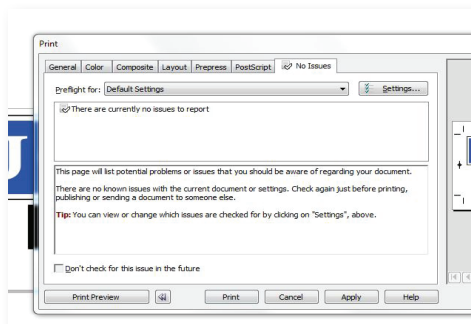 Print
General Color Composite Layout Prepress PostScript No Issues
Preflight for: Default Settings Settings...
There are currently no issues to report
This page will list potential problems or issues that you should be aware of regarding your document.
There are no known issues with the current document or settings. Check again just before printing,
publishing or sending a document to someone else.
Tip: You can view or change which issues are checked for by clicking on "Settings", above.
Don't check for this issue in the future
Print Preview Print Cancel Apply Help